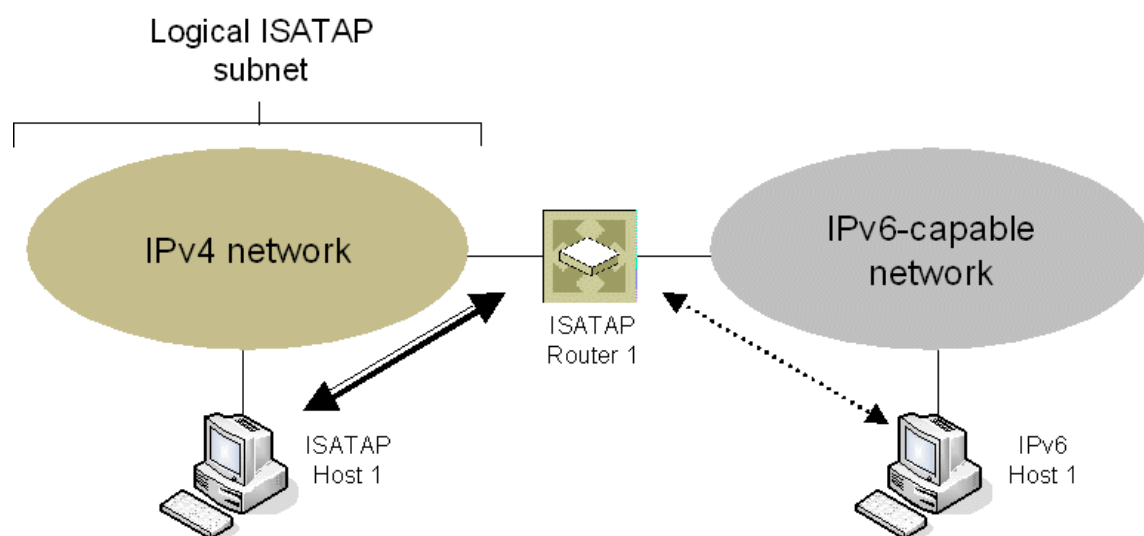 Logical ISATAP
subnet
IPv4 network
IPv6-capable
network
ISATAP
Router 1
ISATAP
Host 1
IPv6
Host 1